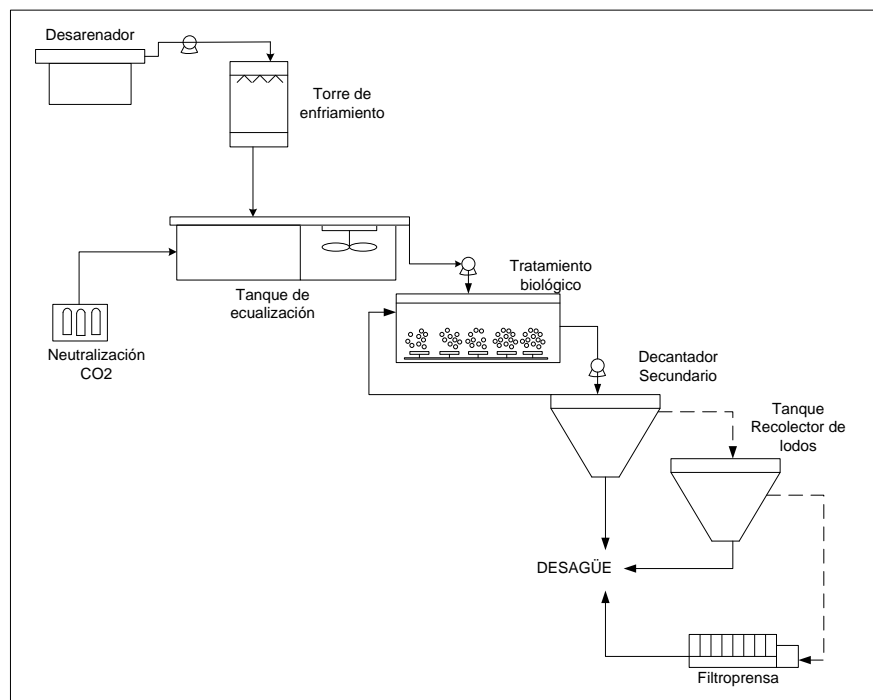 Desarenador
Torre de
enfriamiento
Tanque de
ecualización
Neutralización
CO2
Tratamiento
biológico
Decantador
Secundario
Tanque
Recolector de
lodos
DESAGÜE
Filtroprensa